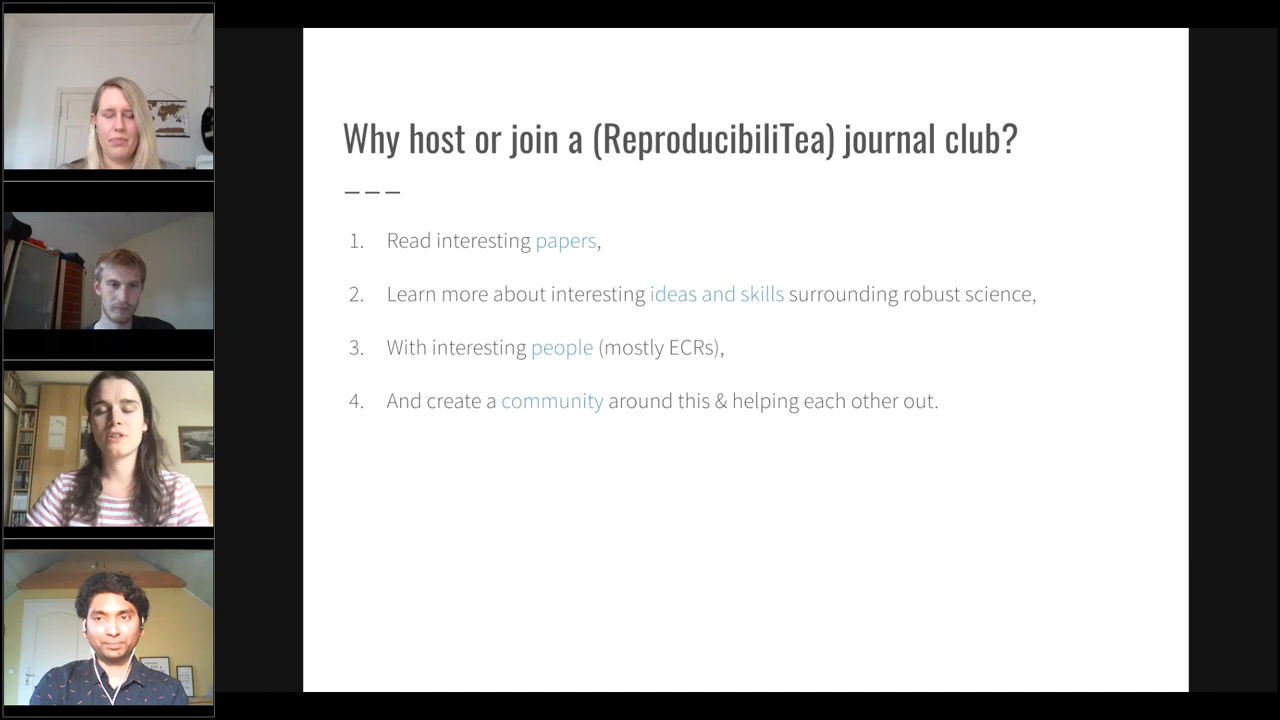 Why host or join a (ReproducibiliTea) journal club?
1. Read interesting papers,
2. Learn more about interesting ideas and skills surrounding robust science,
3. With interesting people (mostly ECRs),
4. And create a community around this & helping each other out.